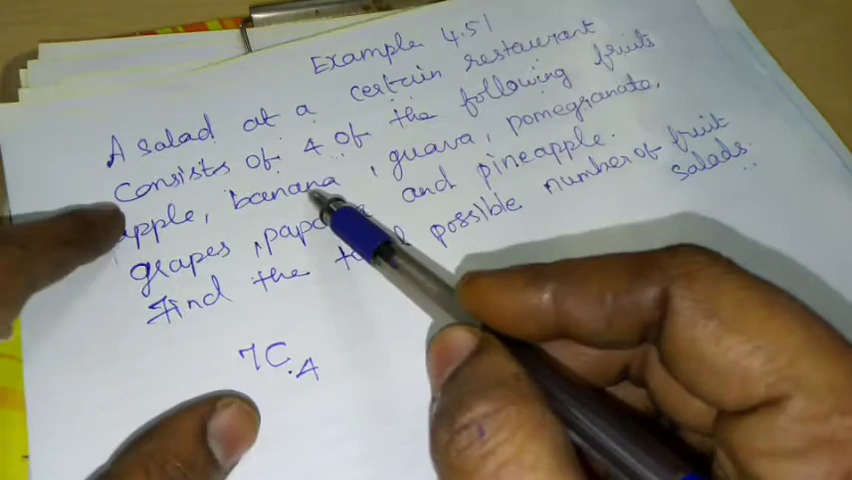 Example 4.51
A salad at a certain restaurant
consists of 4 of the following fruits
apple, banana, guava, pomegranate,
grapes, and pineapple.
Find the possible number of fruit
salads.
7C4